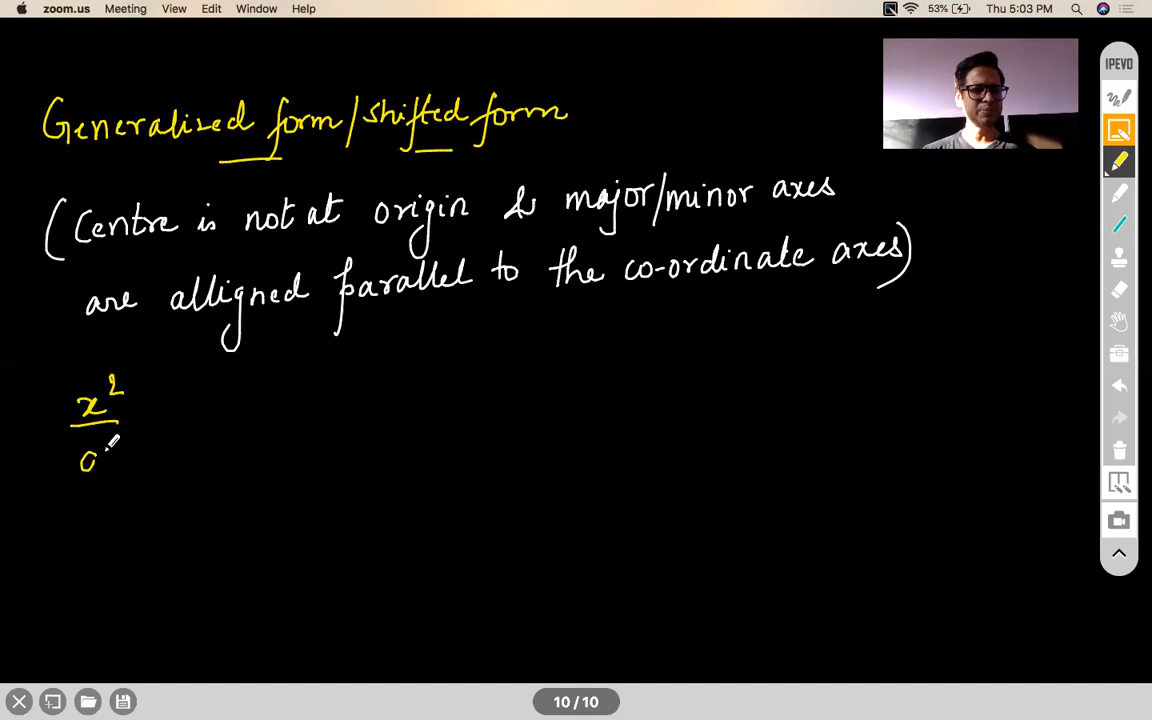 zoom.us Meeting View Edit Window Help 53% Thu 5:03 PM
IPEVO
Generalised form/shifted form
(Centre is not at origin & major/minor axes
are alligned parallel to the co-ordinate axes)
x²
a
10/10